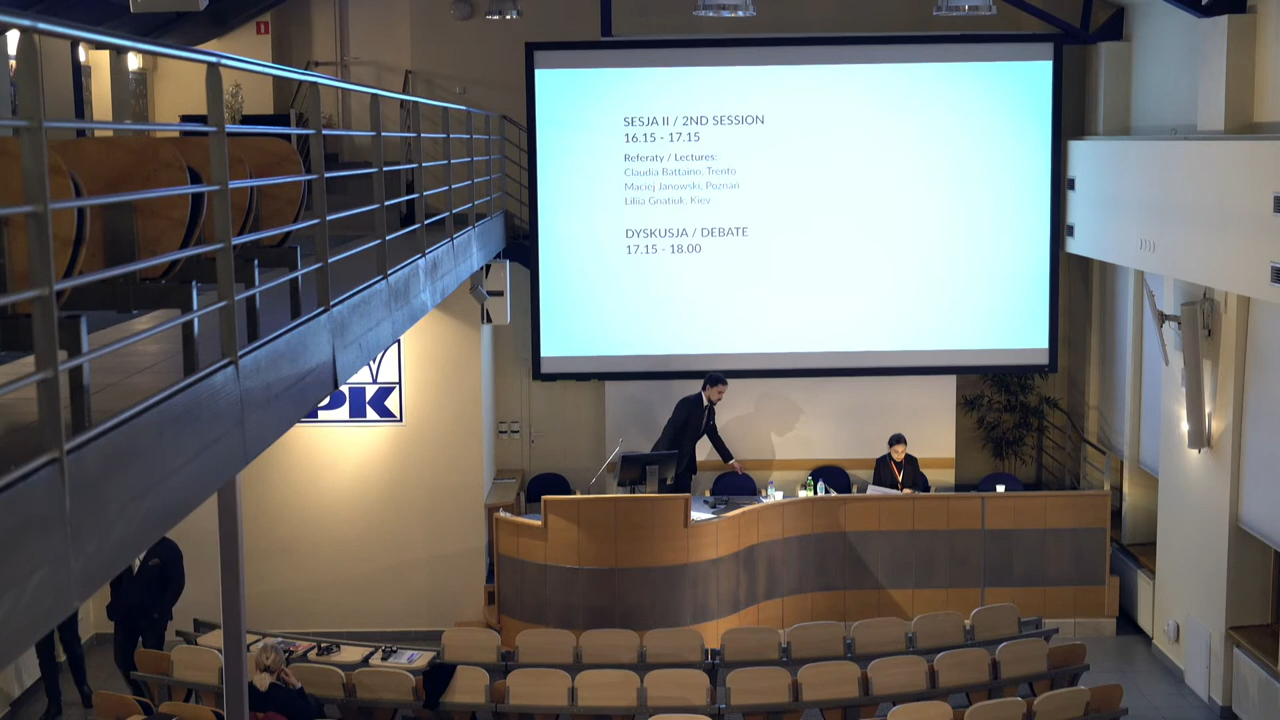 SESJA II / 2ND SESSION
16.15 - 17.15
Referaty / Lectures:
Claudia Battaino, Trento
Maciej Janowski, Poznań
Liliia Gnatiuk, Kiev
DYSKUSJA / DEBATE
17.15 - 18.00
PK